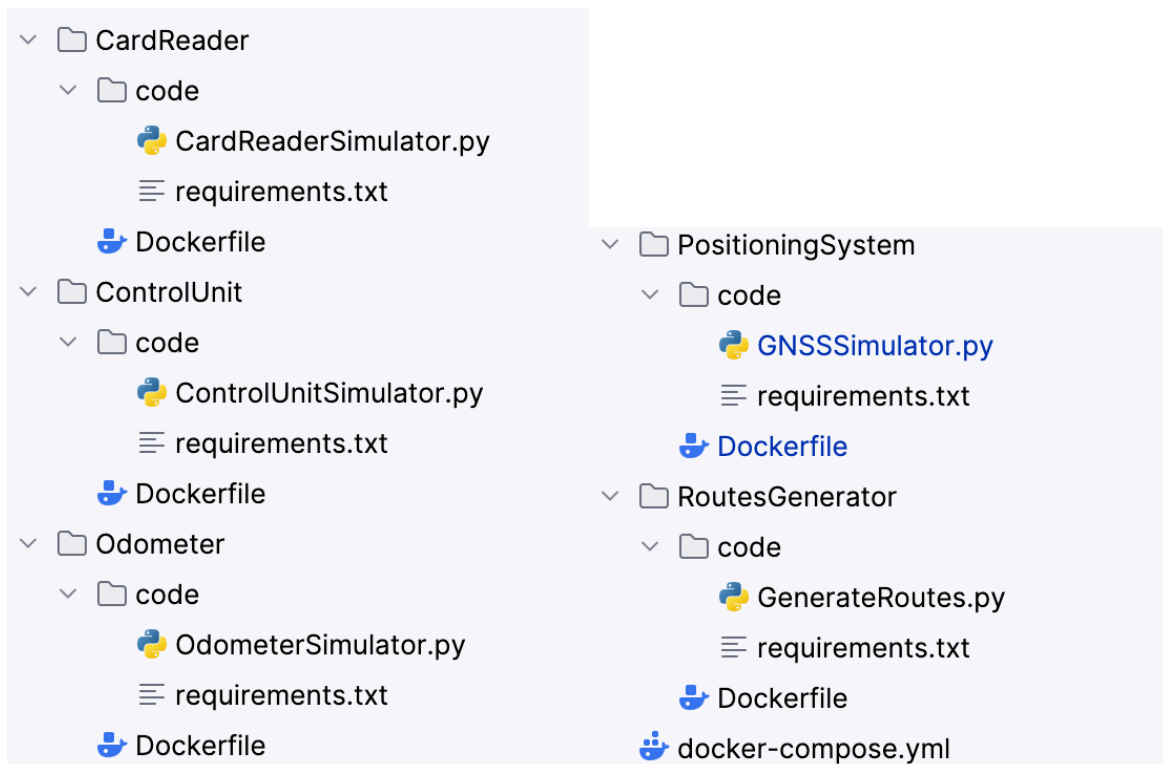 CardReader
code
CardReaderSimulator.py
requirements.txt
Dockerfile
ControlUnit
code
ControlUnitSimulator.py
requirements.txt
Dockerfile
Odometer
code
OdometerSimulator.py
requirements.txt
Dockerfile
PositioningSystem
code
GNSSSimulator.py
requirements.txt
Dockerfile
RoutesGenerator
code
GenerateRoutes.py
requirements.txt
Dockerfile
docker-compose.yml